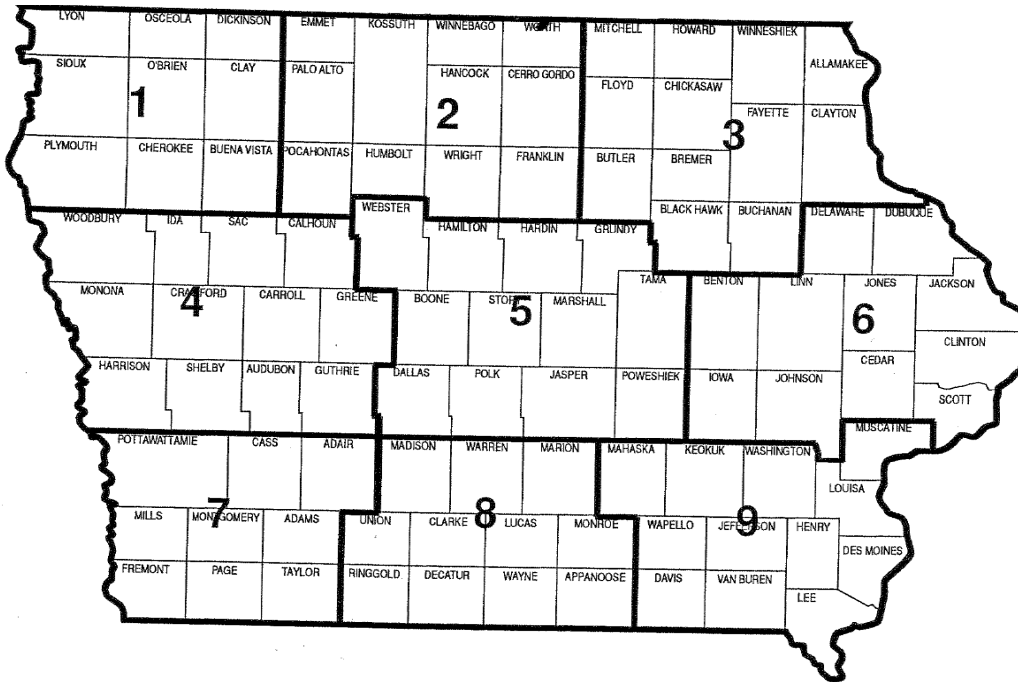 LYON OSCEOLA DICKINSON EMMET KOSSUTH WINNEBAGO WORTH MITCHELL HOWARD WINNESHIEK
ALLAMAKEE
SIOUX O'BRIEN CLAY PALO ALTO HANCOCK CERRO GORDO
FLOYD CHICKASAW
1 2 3
FAYETTE CLAYTON
PLYMOUTH CHEROKEE BUENA VISTA POCAHONTAS HUMBOLT WRIGHT FRANKLIN BUTLER BREMER
WEBSTER BLACK HAWK BUCHANAN DELAWARE DUBUQUE
WOODBURY IDA SAC CALHOUN HAMILTON HARDIN GRUNDY
TAMA BENTON LINN JONES JACKSON
MONONA CRAWFORD CARROLL GREENE BOONE STORY MARSHALL
4 5 6
CLINTON
CEDAR
HARRISON SHELBY AUDUBON GUTHRIE DALLAS POLK JASPER POWESHIEK IOWA JOHNSON
SCOTT
MUSCATINE
POTTAWATTAMIE CASS ADAIR MADISON WARREN MARION MAHASKA KEOKUK WASHINGTON
LOUISA
7 8 9
MILLS MONTGOMERY ADAMS UNION CLARKE LUCAS MONROE WAPELLO JEFFERSON HENRY
DES MOINES
FREMONT PAGE TAYLOR RINGGOLD. DECATUR WAYNE APPANOOSE DAVIS VAN BUREN
LEE